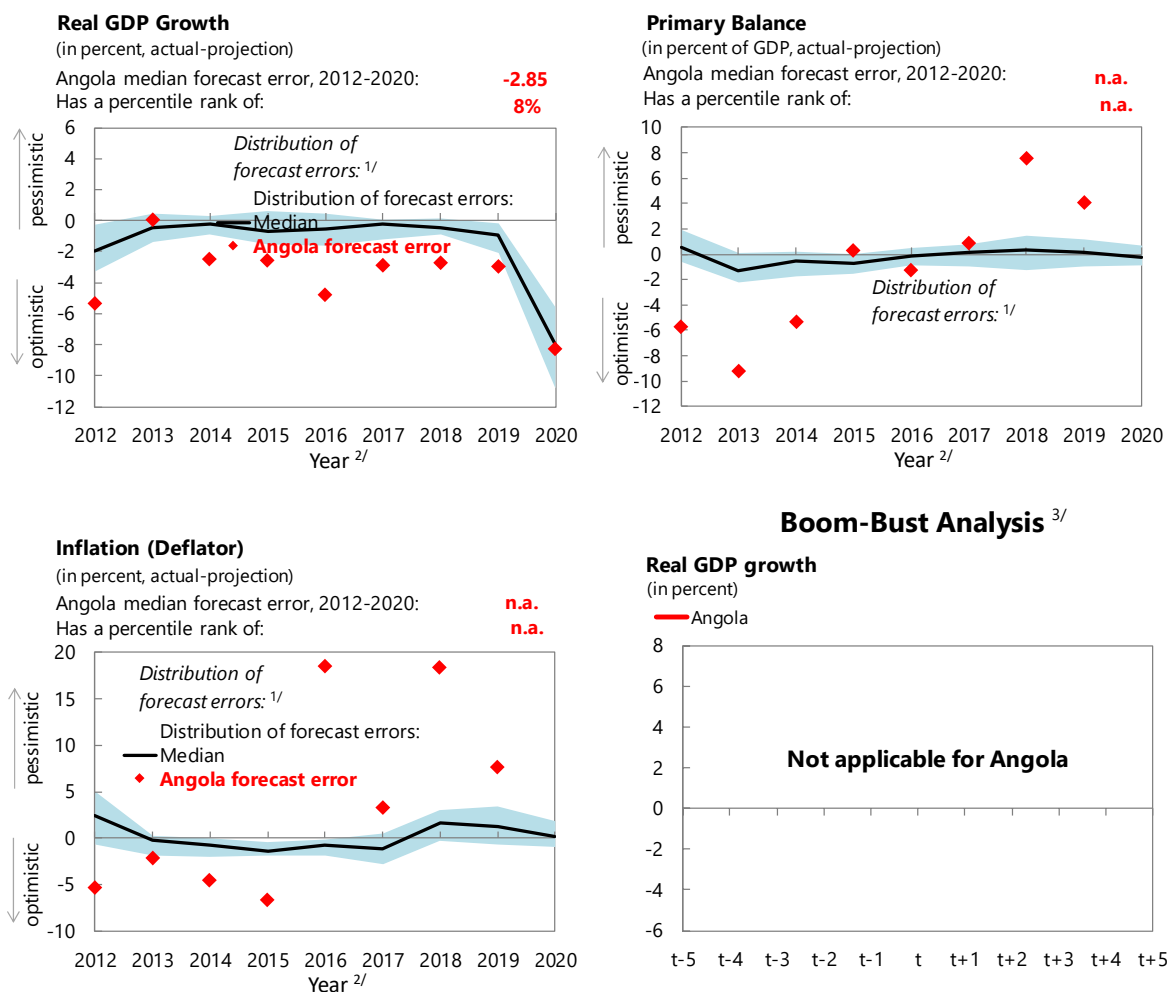 Real GDP Growth
(in percent, actual-projection)
Angola median forecast error, 2012-2020: -2.85
Has a percentile rank of: 8%
pessimistic
optimistic
6
4
2
0
-2
-4
-6
-8
-10
-12
Distribution of
forecast errors: 1/
Distribution of forecast errors:
Median
Angola forecast error
2012 2013 2014 2015 2016 2017 2018 2019 2020
Year 2/
Primary Balance
(in percent of GDP, actual-projection)
Angola median forecast error, 2012-2020: n.a.
Has a percentile rank of: n.a.
pessimistic
optimistic
10
8
6
4
2
0
-2
-4
-6
-8
-10
-12
Distribution of
forecast errors: 1/
2012 2013 2014 2015 2016 2017 2018 2019 2020
Year 2/
Inflation (Deflator)
(in percent, actual-projection)
Angola median forecast error, 2012-2020: n.a.
Has a percentile rank of: n.a.
pessimistic
optimistic
20
15
10
5
0
-5
-10
Distribution of
forecast errors: 1/
Distribution of forecast errors:
Median
Angola forecast error
2012 2013 2014 2015 2016 2017 2018 2019 2020
Year 2/
Boom-Bust Analysis 3/
Real GDP growth
(in percent)
Angola
8
6
4
2
0
-2
-4
-6
Not applicable for Angola
t-5 t-4 t-3 t-2 t-1 t t+1 t+2 t+3 t+4 t+5